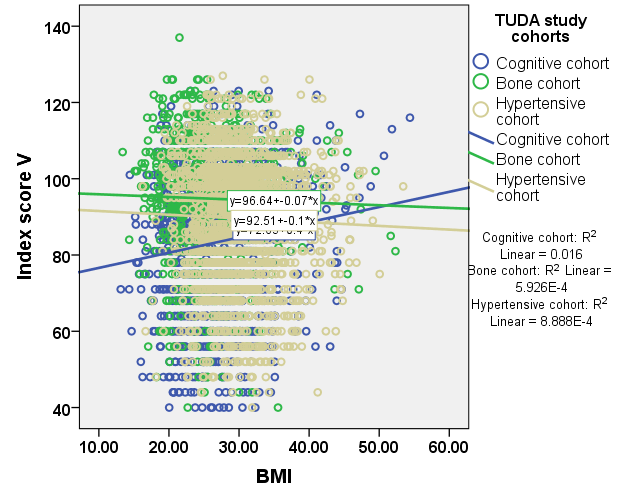 TUDA study
cohorts
Cognitive cohort
Bone cohort
Hypertensive
cohort
Cognitive cohort
Bone cohort
Hypertensive
cohort
Cognitive cohort: R²
Linear = 0.016
Bone cohort: R² Linear =
5.926E-4
Hypertensive cohort: R²
Linear = 8.888E-4
Index score V
140
120
100
80
60
40
y=96.64+-0.07*x
y=92.51+-0.1*x
10.00 20.00 30.00 40.00 50.00 60.00
BMI